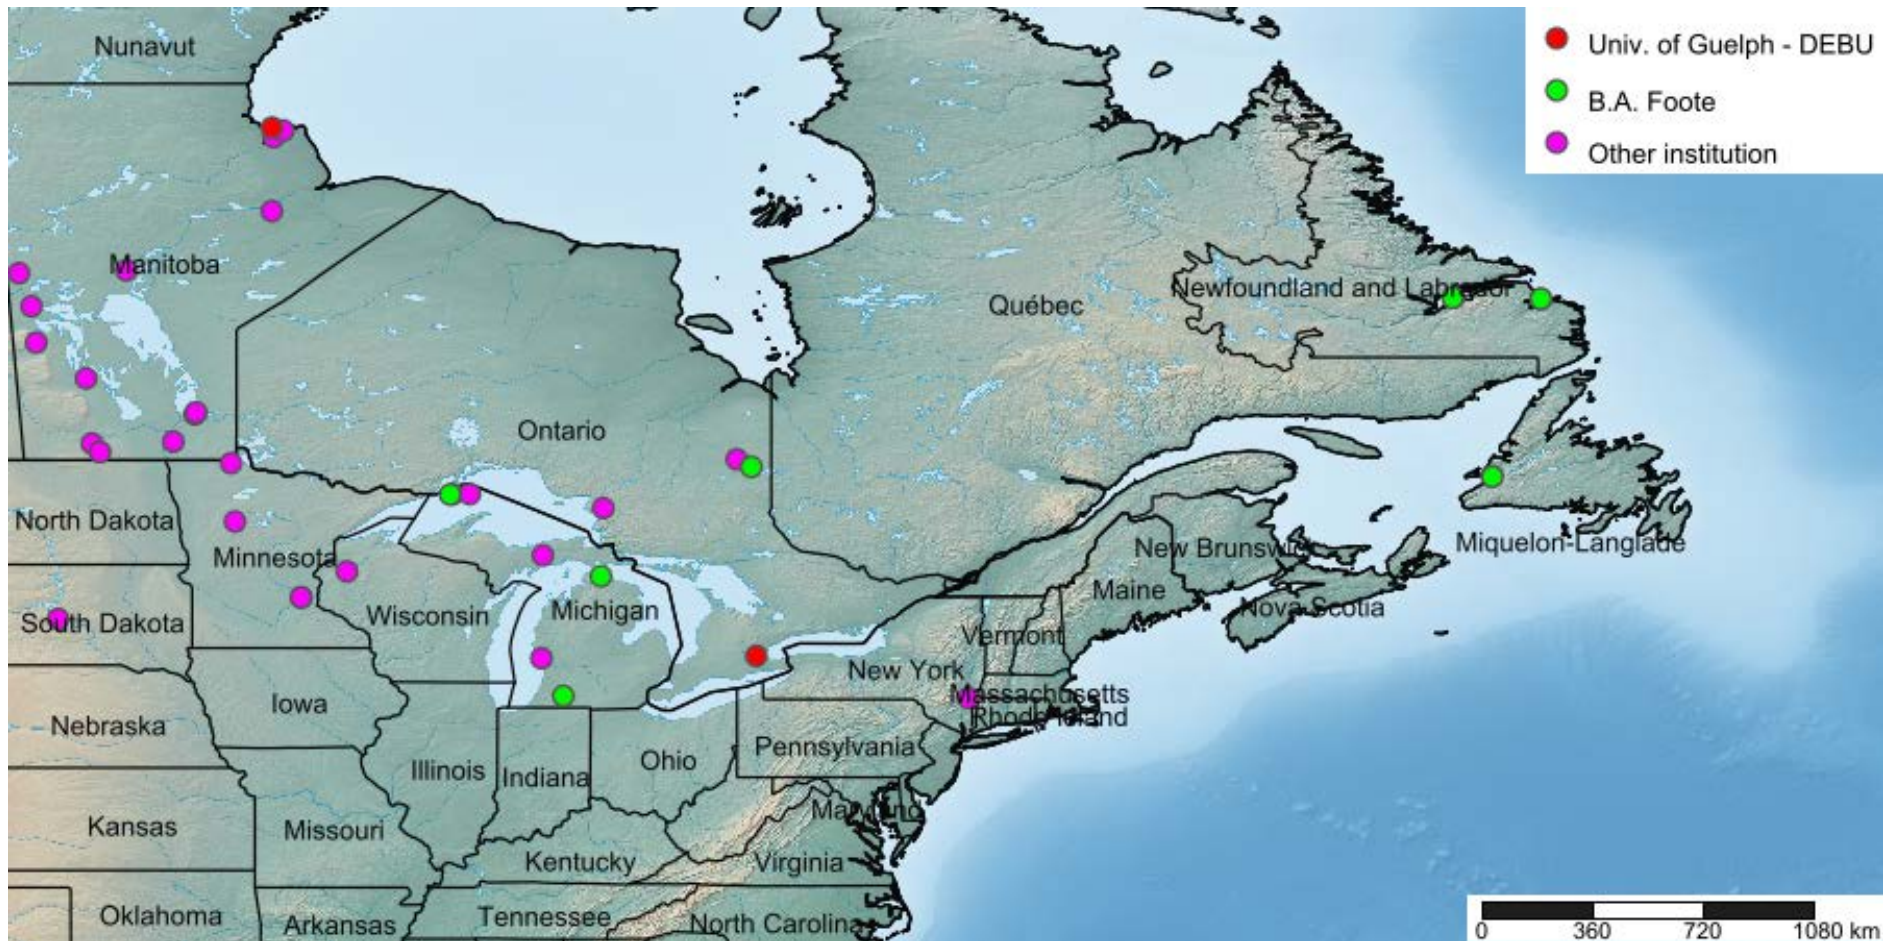 Nunavut
Univ. of Guelph - DEBU
B.A. Foote
Other institution
Manitoba
Newfoundland and Labrador
Québec
Ontario
North Dakota
Minnesota
Miquelon-Langlade
New Brunswick
Maine
Nova Scotia
South Dakota
Wisconsin
Michigan
Vermont
New York
Massachusetts
Rhode Island
Iowa
Nebraska
Pennsylvania
Ohio
Illinois
Indiana
Maryland
Kansas
Missouri
Kentucky
Virginia
Oklahoma
Arkansas
Tennessee
North Carolina
0 360 720 1080 km